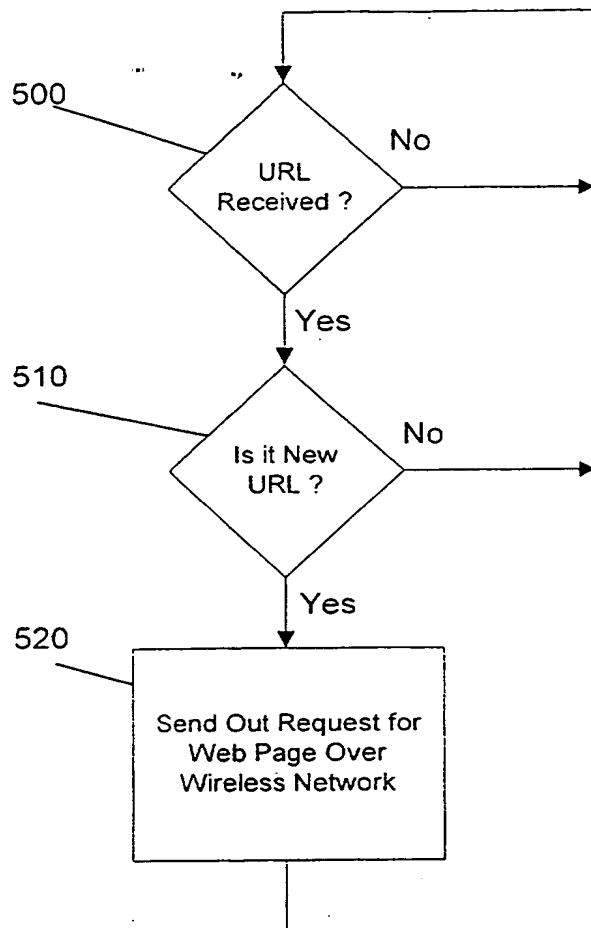 500
No
URL
Received ?
Yes
510
No
Is it New
URL ?
Yes
520
Send Out Request for
Web Page Over
Wireless Network